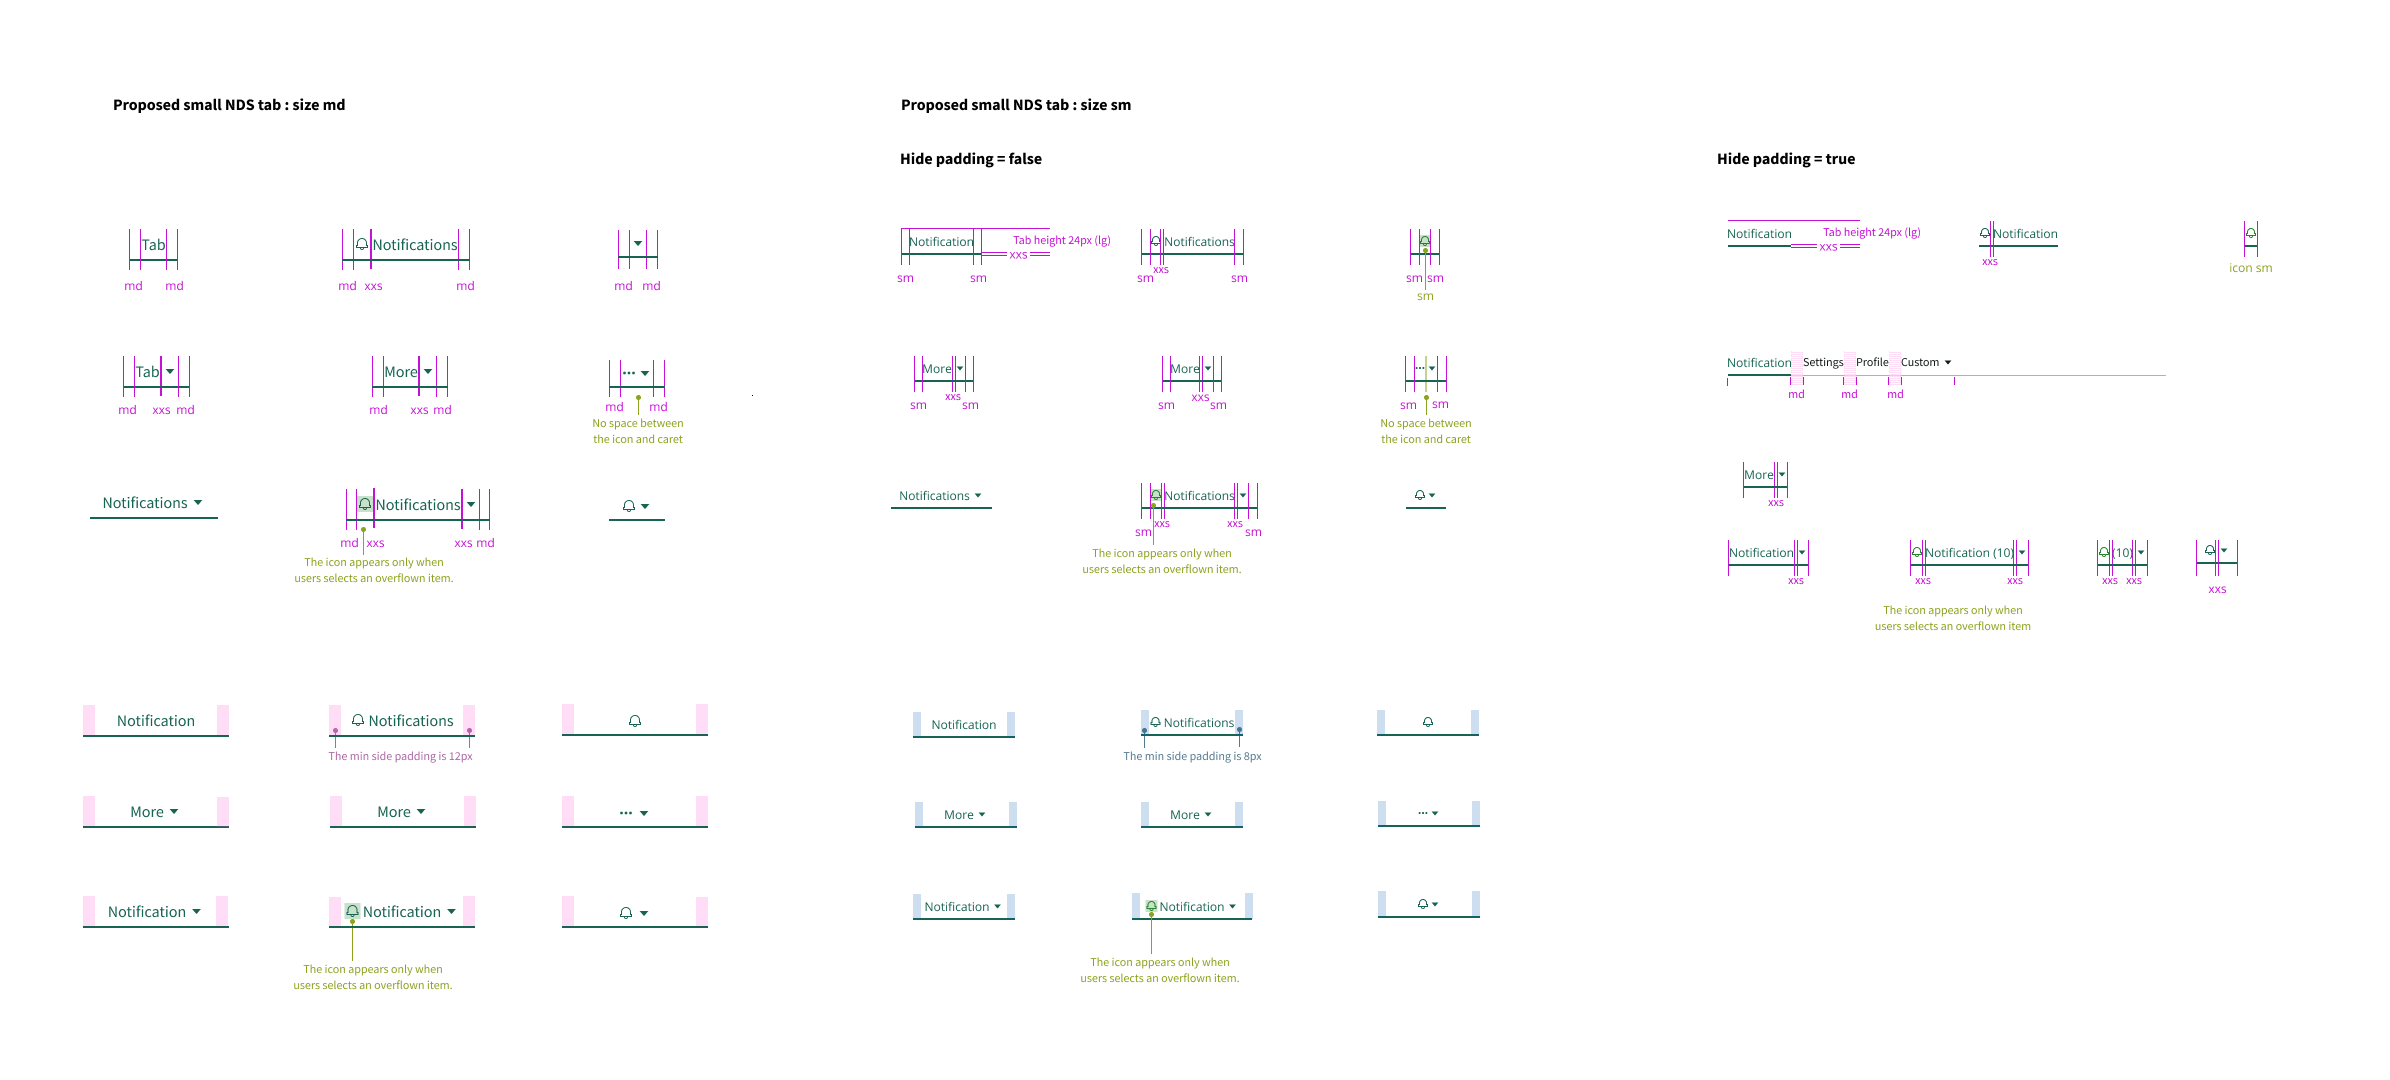 Proposed small NDS tab : size md
Tab
md md
Notifications
md xxs md
md md
Tab
md xxs md
More
md xxs md
md md
No space between
the icon and caret
Notifications
Notifications
md xxs xxs md
The icon appears only when
users selects an overflown item.
Notification
Notifications
The min side padding is 12px
More
More
Notification
Notification
The icon appears only when
users selects an overflown item.
Proposed small NDS tab : size sm
Hide padding = false
Notification
Tab height 24px (lg)
xxs
sm sm
Notifications
xxs
sm sm
sm sm
sm
More
xxs
sm sm
More
xxs
sm sm
sm sm
No space between
the icon and caret
Notifications
Notifications
xxs xxs
sm sm
The icon appears only when
users selects an overflown item.
Notification
Notifications
The min side padding is 8px
More
More
Notification
Notification
The icon appears only when
users selects an overflown item.
Hide padding = true
Notification
Tab height 24px (lg)
xxs
Notification
xxs
icon sm
Notification Settings Profile Custom
md md md
More
xxs
Notification
xxs
Notification (10)
xxs xxs
(10)
xxs xxs
xxs
The icon appears only when
users selects an overflown item